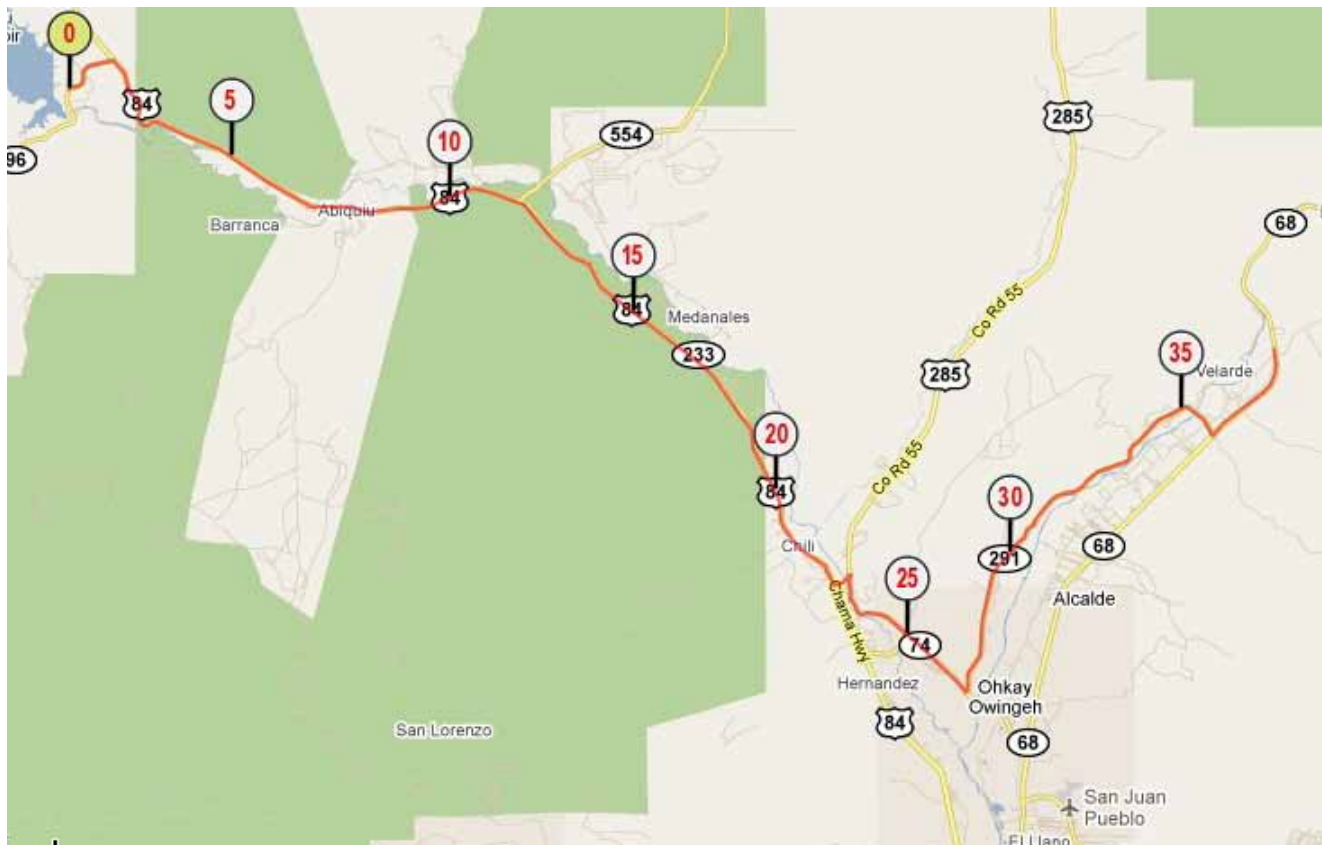 0
84
5
10
554
285
96
84
Abiquiu
Barranca
68
15
84
Medanales
Co Rd 55
233
285
35
Velarde
20
Co Rd 55
84
30
Chili
68
291
25
Alcalde
Chama Hwy
74
Hernandez
Ohkay
Owingeh
84
San Lorenzo
68
San Juan
Pueblo
El Llano